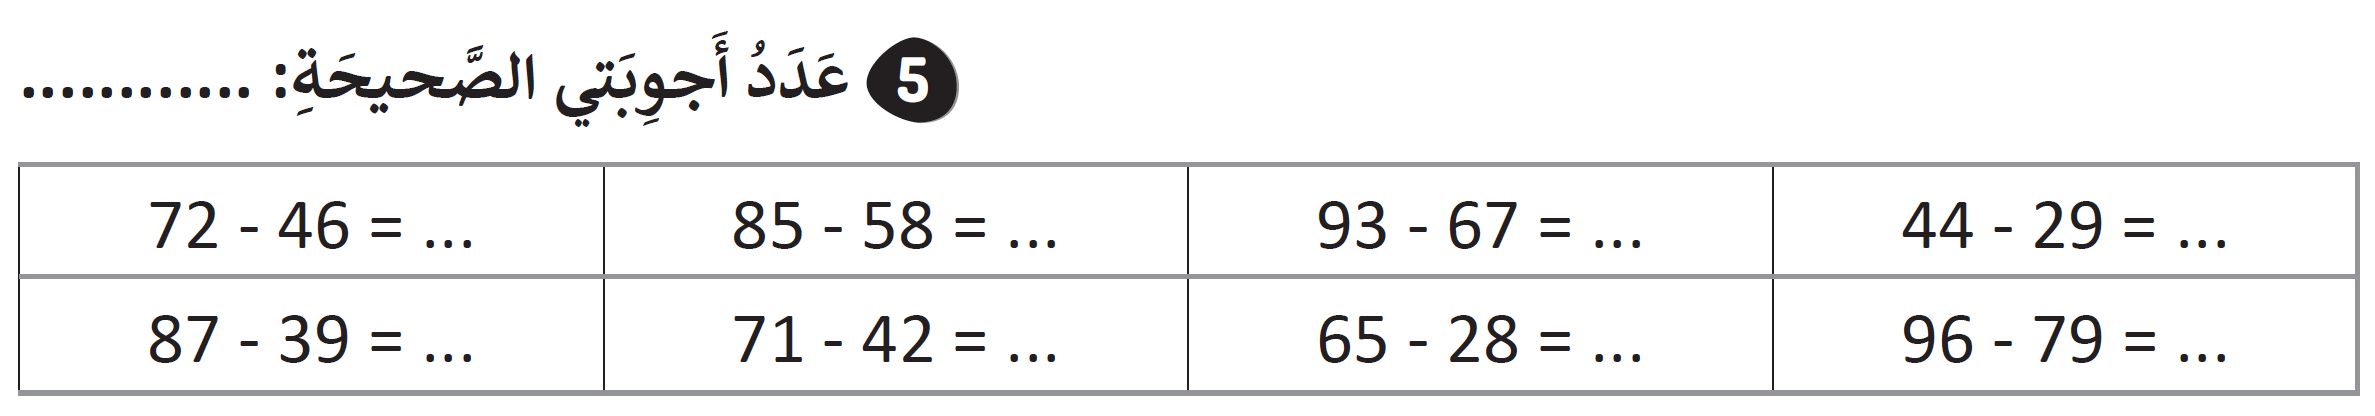 5 عَدَدُ أَجوِبَتي الصَّحيحَةِ: ............
72 - 46 = ... 85 - 58 = ... 93 - 67 = ... 44 - 29 = ...
87 - 39 = ... 71 - 42 = ... 65 - 28 = ... 96 - 79 = ...